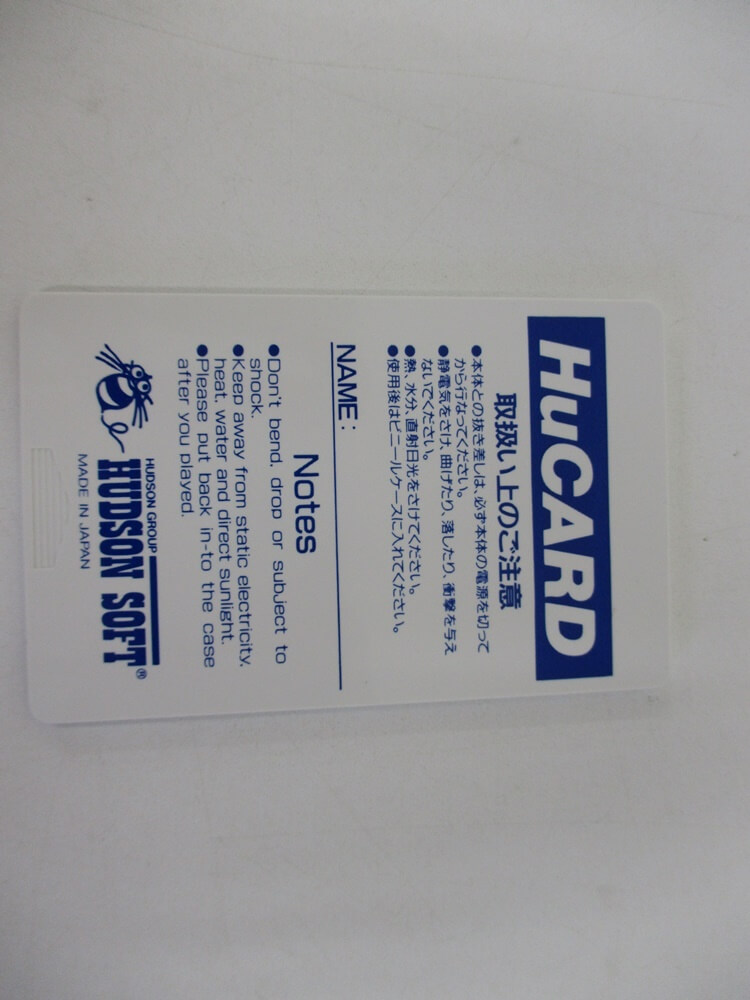 HuCARD
取扱い上のご注意
●本体との抜き差しは、必ず本体の電源を切って
から行なってください。
●静電気をさけ、曲げたり、落したり、衝撃を与え
ないでください。
●熱、水分、直射日光をさけてください。
●使用後はビニールケースに入れてください。
NAME:
Notes
●Don't bend, drop or subject to
shock.
●Keep away from static electricity,
heat, water and direct sunlight.
●Please put back in-to the case
after you played.
HUDSON GROUP
HUDSON SOFT®
MADE IN JAPAN